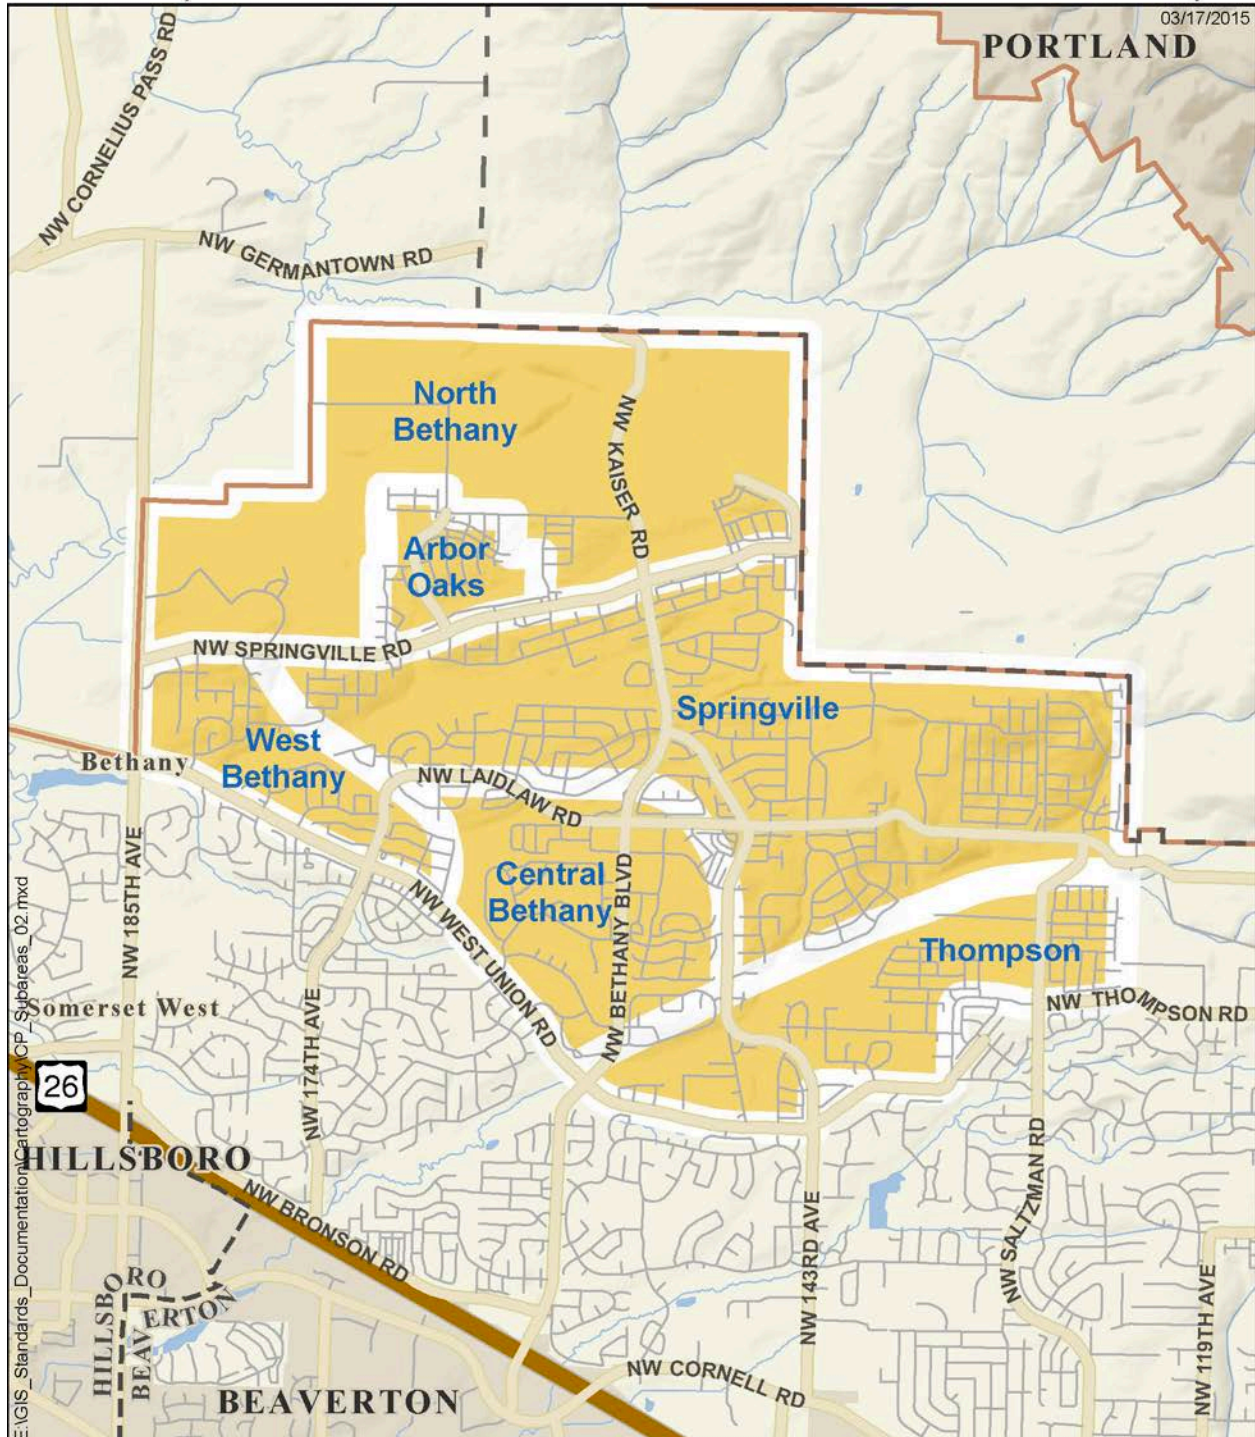 03/17/2015
PORTLAND
NW CORNELIUS PASS RD
NW GERMANTOWN RD
North
Bethany
NW KAISER RD
Arbor
Oaks
NW SPRINGVILLE RD
Springville
West
Bethany
Bethany
NW LAIDLAW RD
Central
Bethany
NW BETHANY BLVD
NW 185TH AVE
NW WEST UNION RD
Thompson
NW THOMPSON RD
Somerset West
NW 174TH AVE
26
HILLSBORO
NW BRONSON RD
NW SALTZMAN RD
NW 143RD AVE
NW 119TH AVE
HILLSBORO
BEAVERTON
NW CORNELL RD
BEAVERTON
E:\GIS_Standards_Documentation\Cartography\CP_Subareas_02.mxd